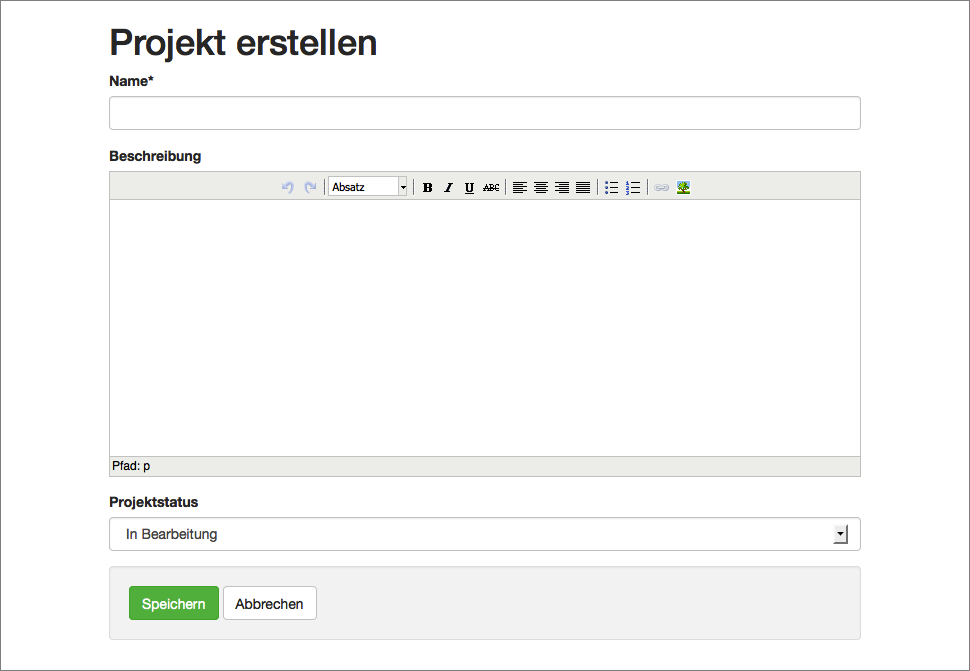 Projekt erstellen
Name*
Beschreibung
Absatz B I U ABC
Pfad: p
Projektstatus
In Bearbeitung
Speichern Abbrechen